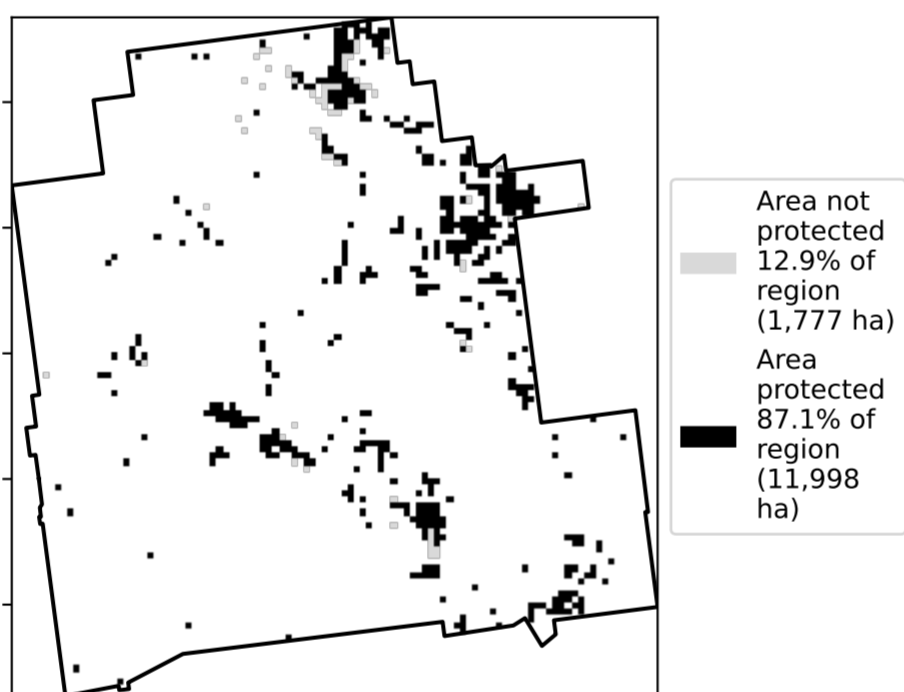 Area not
protected
12.9% of
region
(1,777 ha)
Area
protected
87.1% of
region
(11,998
ha)